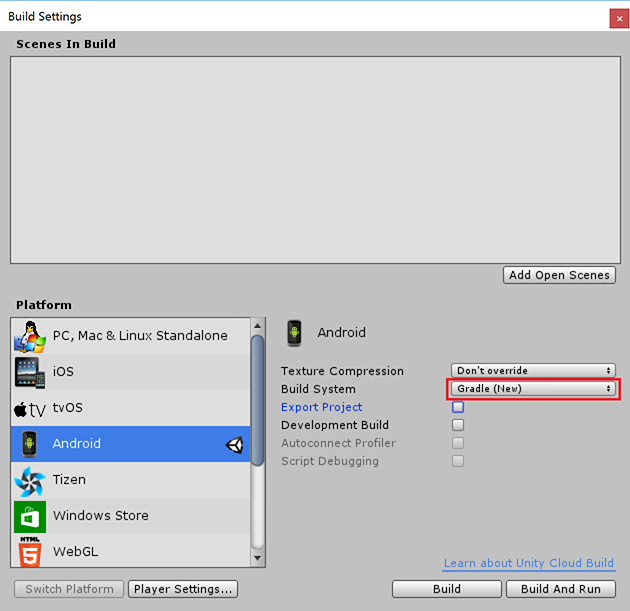 Build Settings
Scenes In Build
Add Open Scenes
Platform
PC, Mac & Linux Standalone
iOS
tv tvOS
Android
Tizen
Windows Store
HTML
5 WebGL
Android
Texture Compression Don't override
Build System Gradle (New)
Export Project
Development Build
Autoconnect Profiler
Script Debugging
Learn about Unity Cloud Build
Switch Platform Player Settings... Build Build And Run